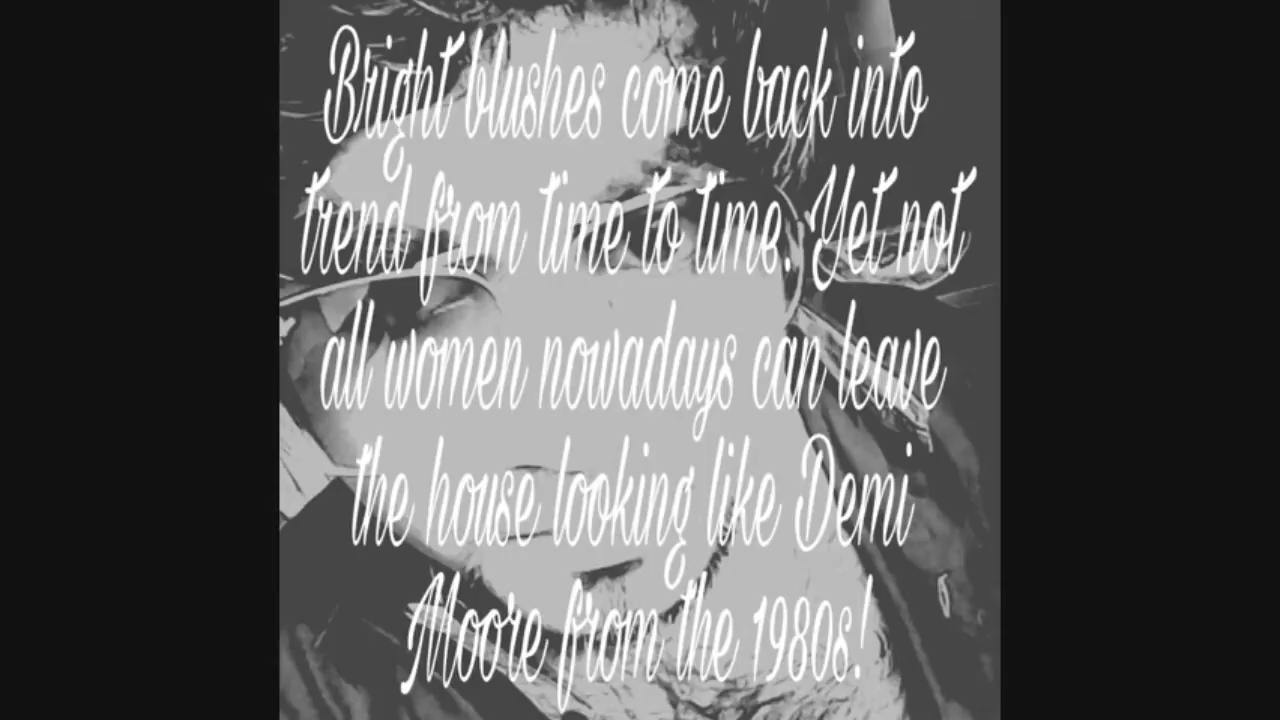 Bright blushes come back into
trend from time to time. Yet not
all women nowadays can leave
the house looking like Demi
Moore from the 1980s!